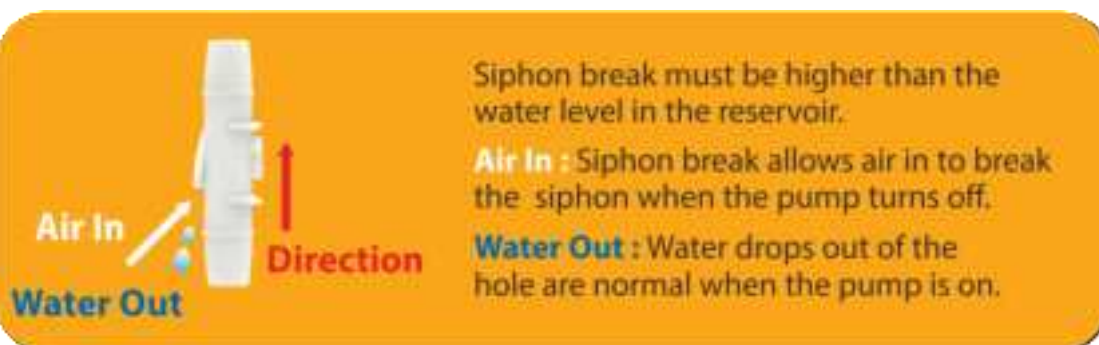 Siphon break must be higher than the
water level in the reservoir.
Air In : Siphon break allows air in to break
the siphon when the pump turns off.
Water Out : Water drops out of the
hole are normal when the pump is on.
Air In
Direction
Water Out